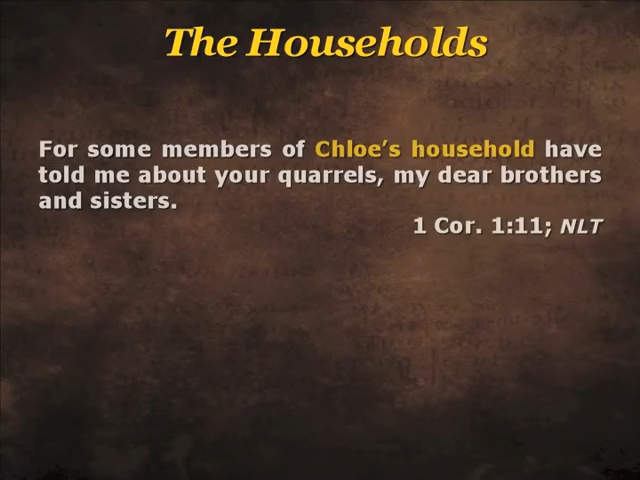 The Households
For some members of Chloe’s household have
told me about your quarrels, my dear brothers
and sisters.
1 Cor. 1:11; NLT